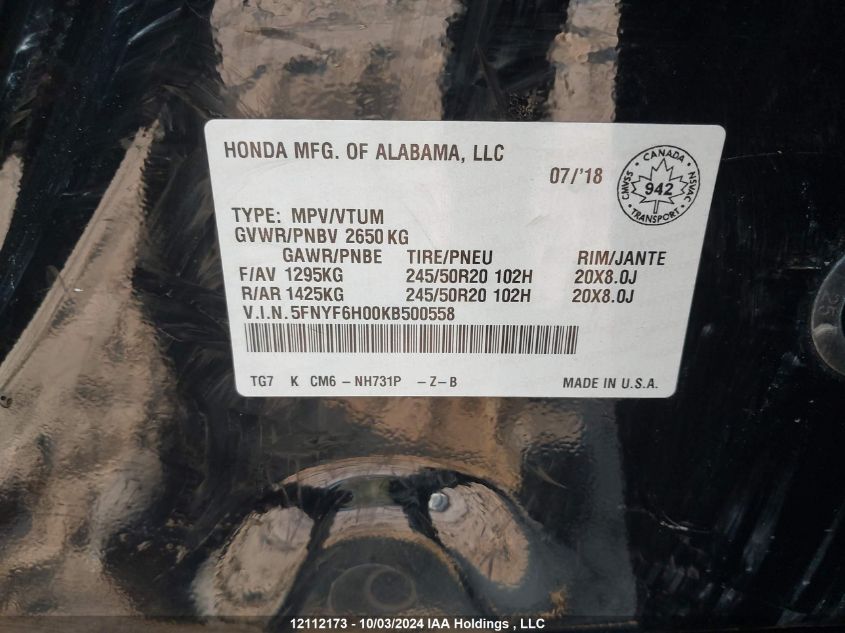 HONDA MFG. OF ALABAMA, LLC
07/'18
CANADA
CMVSS 942 NSVAC
TRANSPORT
TYPE: MPV/VTUM
GVWR/PNBV 2650 KG
GAWR/PNBE TIRE/PNEU RIM/JANTE
F/AV 1295KG 245/50R20 102H 20X8.0J
R/AR 1425KG 245/50R20 102H 20X8.0J
V.I.N.5FNYF6H00KB500558
TG7 K CM6 - NH731P - Z - B MADE IN U.S.A.
12112173 - 10/03/2024 IAA Holdings , LLC